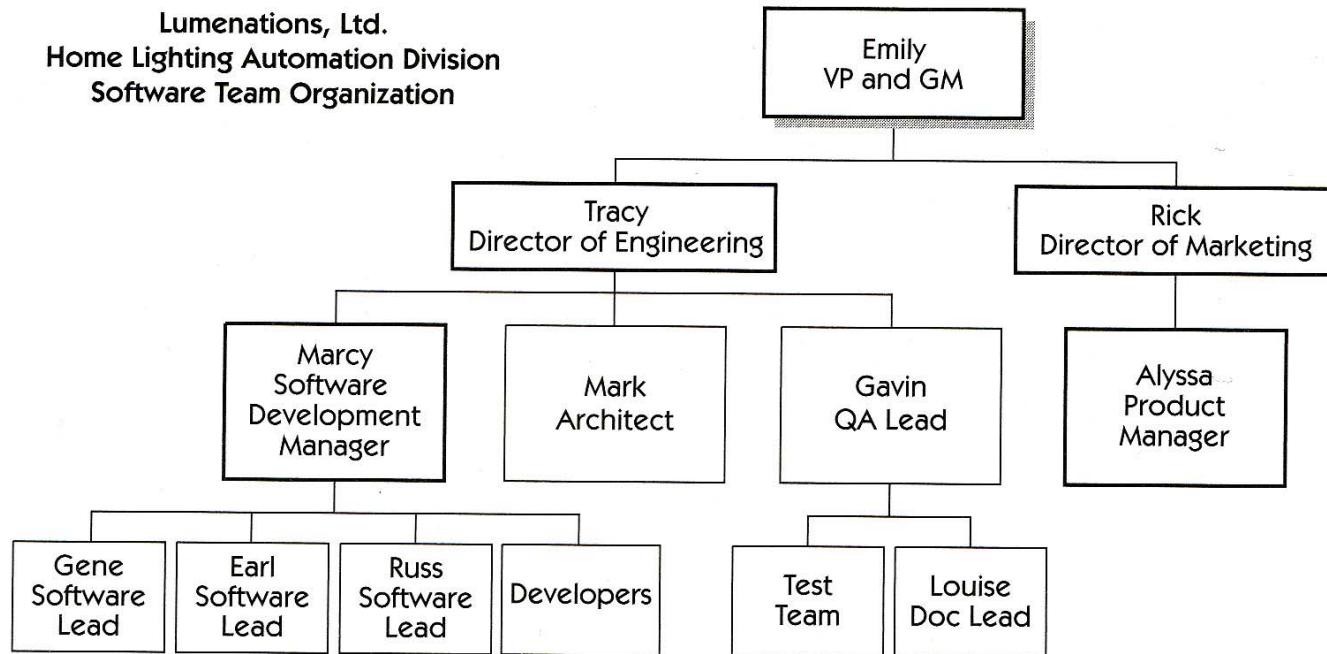 Lumenations, Ltd.
Home Lighting Automation Division
Software Team Organization
Emily
VP and GM
Tracy
Director of Engineering
Rick
Director of Marketing
Marcy
Software
Development
Manager
Mark
Architect
Gavin
QA Lead
Alyssa
Product
Manager
Gene
Software
Lead
Earl
Software
Lead
Russ
Software
Lead
Developers
Test
Team
Louise
Doc Lead